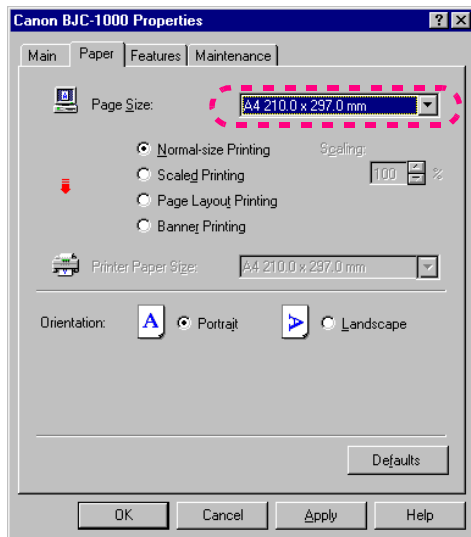 Canon BJC-1000 Properties
Main Paper Features Maintenance
Page Size: A4 210.0 x 297.0 mm
Normal-size Printing Scaling:
Scaled Printing 100 %
Page Layout Printing
Banner Printing
Printer Paper Size: A4 210.0 x 297.0 mm
Orientation: A Portrait A Landscape
Defaults
OK Cancel Apply Help